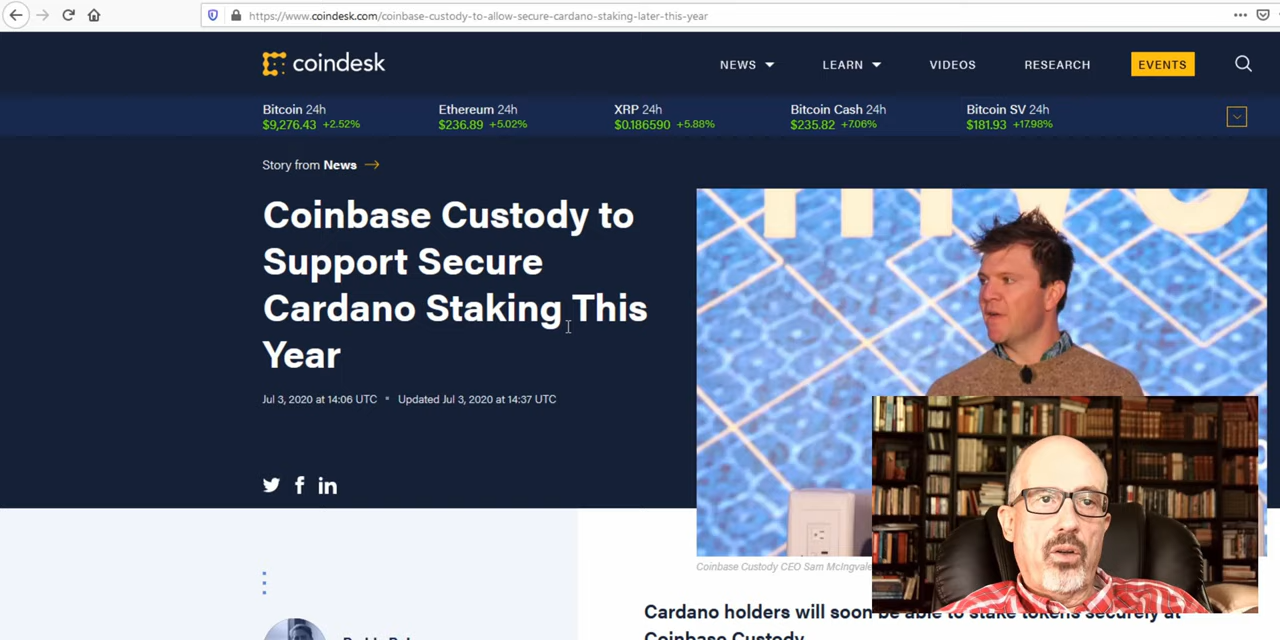 https://www.coindesk.com/coinbase-custody-to-allow-secure-cardano-staking-later-this-year
coindesk
NEWS LEARN VIDEOS RESEARCH EVENTS
Bitcoin 24h Ethereum 24h XRP 24h Bitcoin Cash 24h Bitcoin SV 24h
$9,276.43 +2.52% $236.89 +5.02% $0.186590 +5.88% $235.82 +7.06% $181.93 +17.98%
Story from News →
Coinbase Custody to
Support Secure
Cardano Staking This
Year
Jul 3, 2020 at 14:06 UTC • Updated Jul 3, 2020 at 14:37 UTC
Coinbase Custody CEO Sam McIngvale
Cardano holders will soon be able to stake tokens securely at
Coinbase Custody